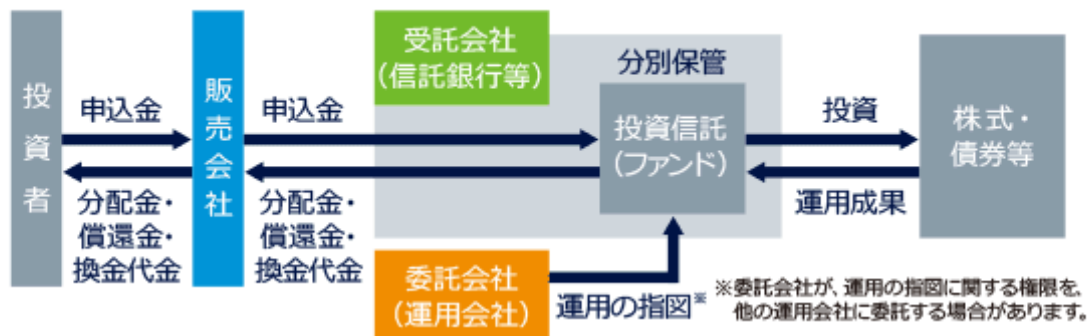 投資者
申込金
分配金・
償還金・
換金代金
販売会社
申込金
分配金・
償還金・
換金代金
受託会社
(信託銀行等)
分別保管
投資信託
(ファンド)
委託会社
(運用会社)
運用の指図※
投資
運用成果
株式・
債券等
※委託会社が、運用の指図に関する権限を、
他の運用会社に委託する場合があります。